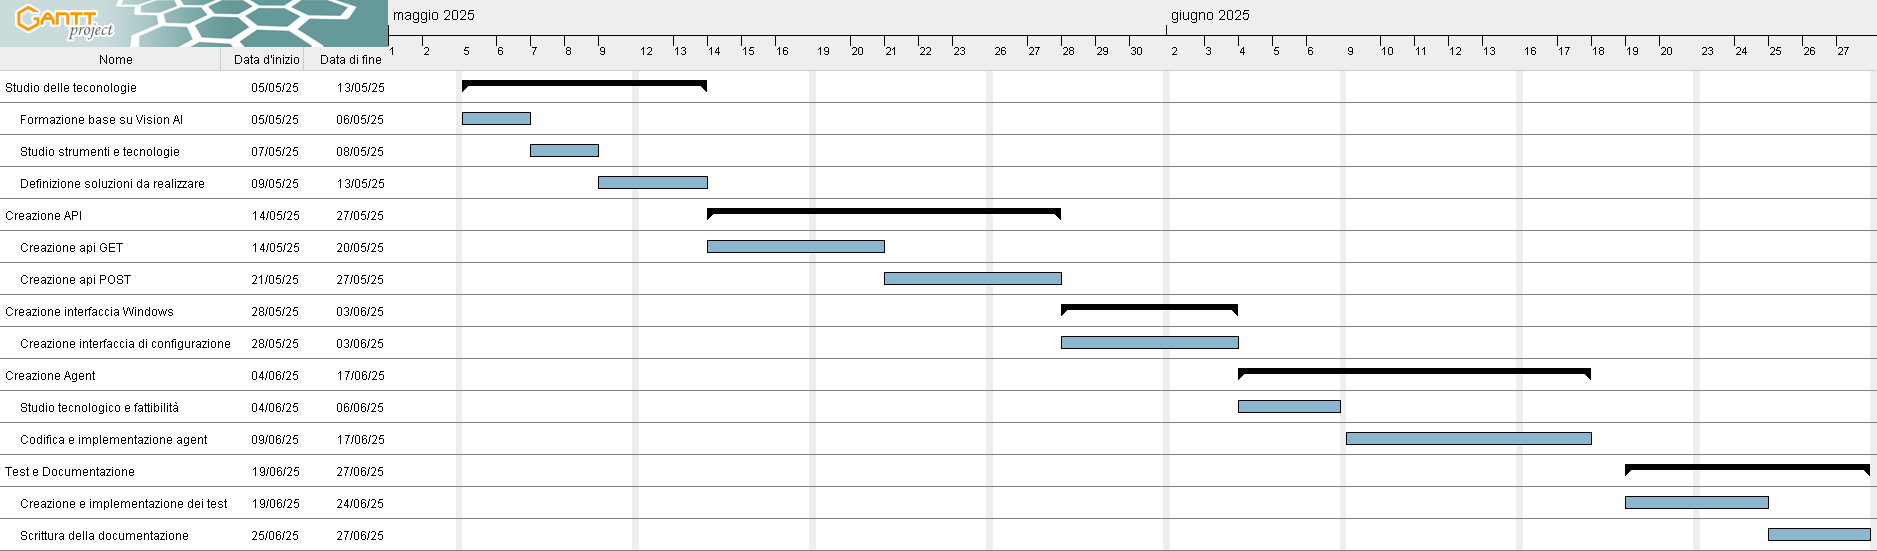 GANTT project
maggio 2025 giugno 2025
1 2 5 6 7 8 9 12 13 14 15 16 19 20 21 22 23 26 27 28 29 30 2 3 4 5 6 9 10 11 12 13 16 17 18 19 20 23 24 25 26 27
Nome Data d'inizio Data di fine
Studio delle teconologie 05/05/25 13/05/25
Formazione base su Vision AI 05/05/25 06/05/25
Studio strumenti e tecnologie 07/05/25 08/05/25
Definizione soluzioni da realizzare 09/05/25 13/05/25
Creazione API 14/05/25 27/05/25
Creazione api GET 14/05/25 20/05/25
Creazione api POST 21/05/25 27/05/25
Creazione interfaccia Windows 28/05/25 03/06/25
Creazione interfaccia di configurazione 28/05/25 03/06/25
Creazione Agent 04/06/25 17/06/25
Studio tecnologico e fattibilità 04/06/25 06/06/25
Codifica e implementazione agent 09/06/25 17/06/25
Test e Documentazione 19/06/25 27/06/25
Creazione e implementazione dei test 19/06/25 24/06/25
Scrittura della documentazione 25/06/25 27/06/25